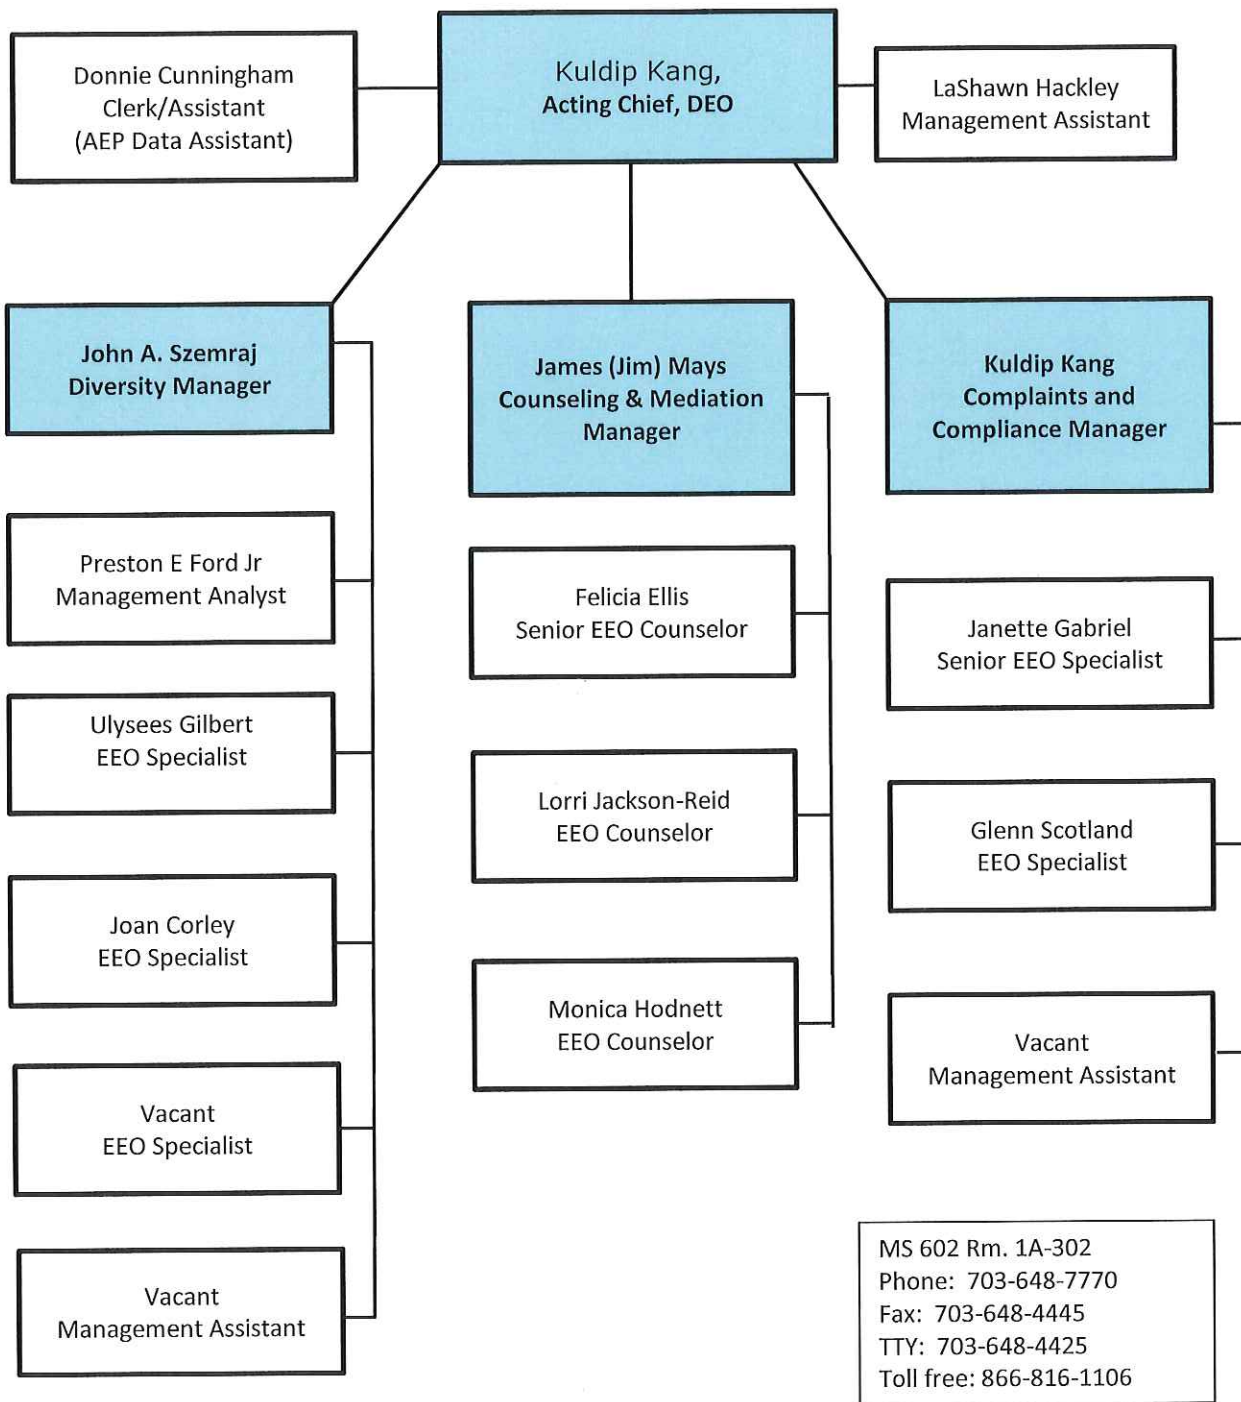 Donnie Cunningham
Clerk/Assistant
(AEP Data Assistant)
Kuldip Kang,
Acting Chief, DEO
LaShawn Hackley
Management Assistant
John A. Szemraj
Diversity Manager
James (Jim) Mays
Counseling & Mediation
Manager
Kuldip Kang
Complaints and
Compliance Manager
Preston E Ford Jr
Management Analyst
Ulysees Gilbert
EEO Specialist
Joan Corley
EEO Specialist
Vacant
EEO Specialist
Vacant
Management Assistant
Felicia Ellis
Senior EEO Counselor
Lorri Jackson-Reid
EEO Counselor
Monica Hodnett
EEO Counselor
Janette Gabriel
Senior EEO Specialist
Glenn Scotland
EEO Specialist
Vacant
Management Assistant
MS 602 Rm. 1A-302
Phone: 703-648-7770
Fax: 703-648-4445
TTY: 703-648-4425
Toll free: 866-816-1106